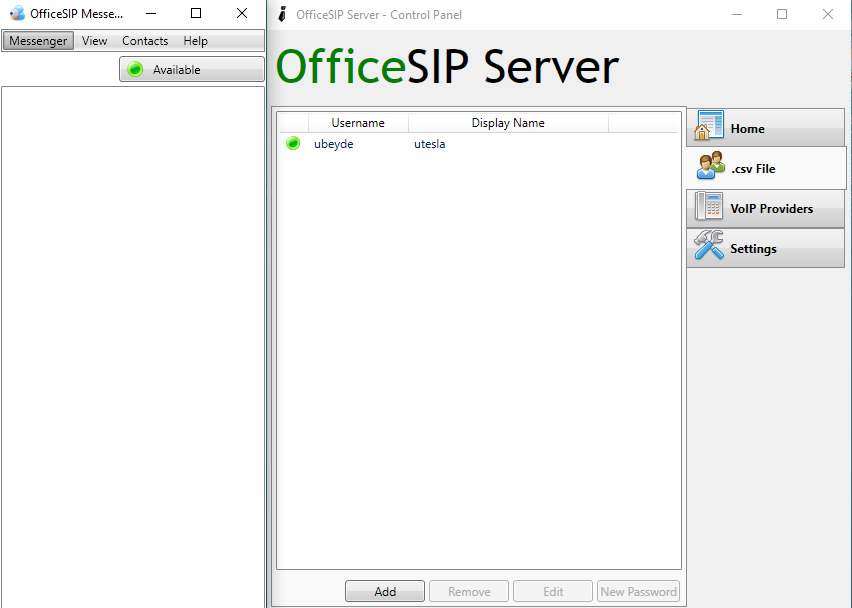 OfficeSIP Messe...
Messenger View Contacts Help
Available
OfficeSIP Server - Control Panel
OfficeSIP Server
Username Display Name
ubeyde utesla
Home
.csv File
VoIP Providers
Settings
Add Remove Edit New Password